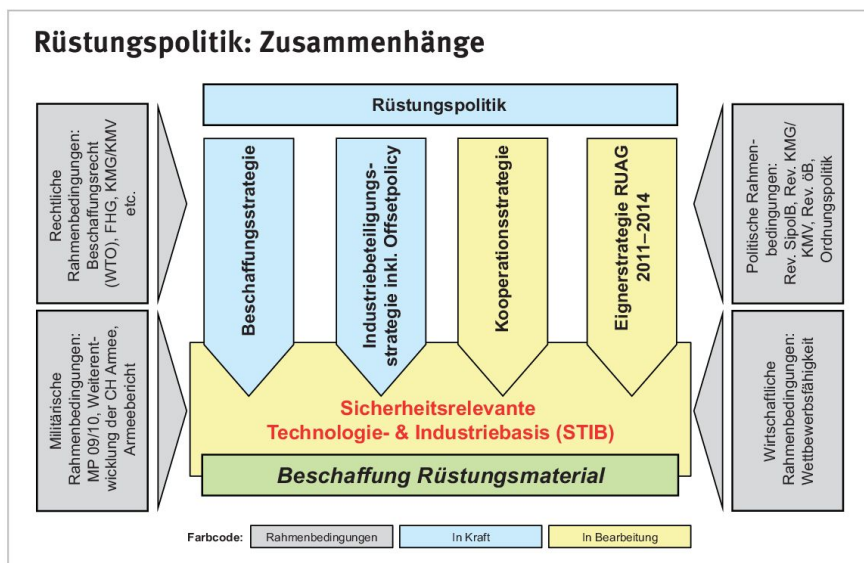 Rüstungspolitik: Zusammenhänge
Rüstungspolitik
Rechtliche
Rahmenbedingungen:
Beschaffungsrecht
(WTO), FHG, KMG/KMV
etc.
Militärische
Rahmenbedingungen:
MP 09/10, Weiterent-
wicklung der CH Armee,
Armeebericht
Beschaffungsstrategie
Industriebeteiligungs-
strategie inkl. Offsetpolicy
Kooperationsstrategie
Eignerstrategie RUAG
2011–2014
Politische Rahmen-
bedingungen:
Rev. SipolB, Rev. KMG/
KMV, Rev. öB,
Ordnungspolitik
Wirtschaftliche
Rahmenbedingungen:
Wettbewerbsfähigkeit
Sicherheitsrelevante
Technologie- & Industriebasis (STIB)
Beschaffung Rüstungsmaterial
Farbcode: Rahmenbedingungen In Kraft In Bearbeitung